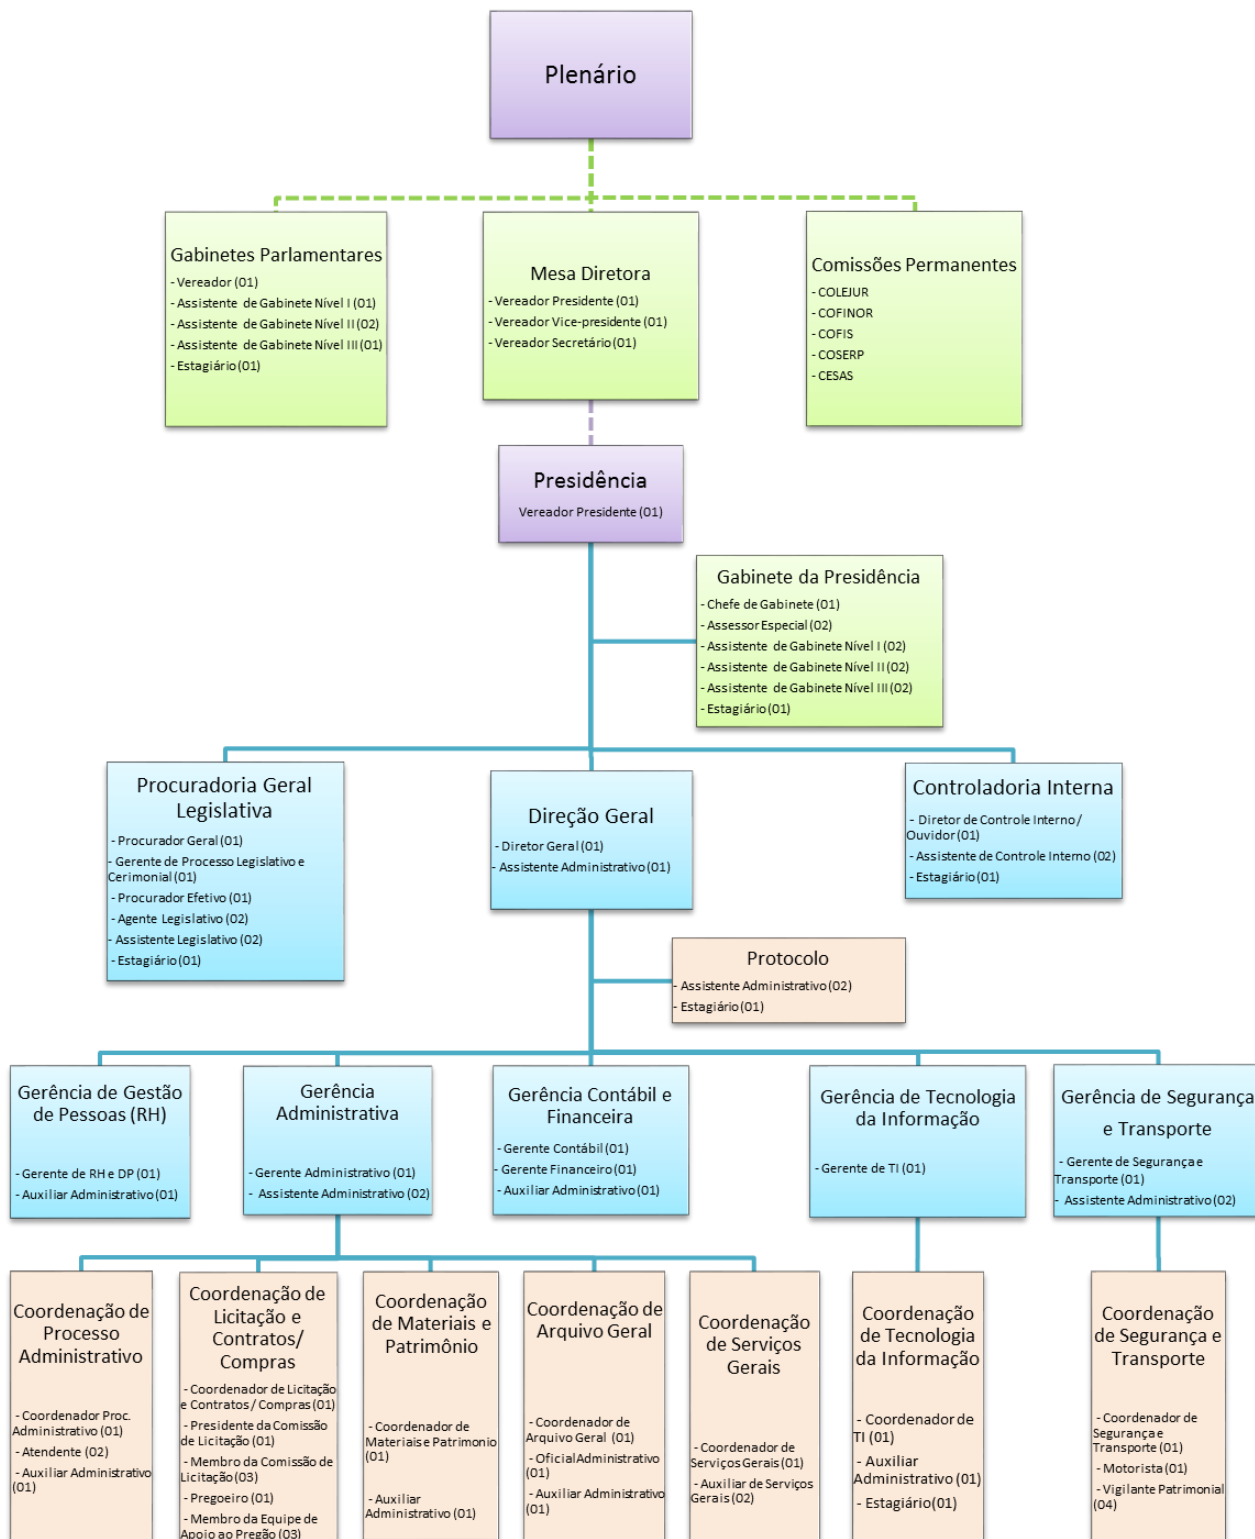 Plenário
Gabinetes Parlamentares
- Vereador (01)
- Assistente de Gabinete Nível I (01)
- Assistente de Gabinete Nível II (02)
- Assistente de Gabinete Nível III (01)
- Estagiário (01)
Mesa Diretora
- Vereador Presidente (01)
- Vereador Vice-presidente (01)
- Vereador Secretário (01)
Comissões Permanentes
- COLEJUR
- COFINOR
- COFIS
- COSERP
- CESAS
Presidência
Vereador Presidente (01)
Gabinete da Presidência
- Chefe de Gabinete (01)
- Assessor Especial (02)
- Assistente de Gabinete Nível I (02)
- Assistente de Gabinete Nível II (02)
- Assistente de Gabinete Nível III (02)
- Estagiário (01)
Procuradoria Geral
Legislativa
- Procurador Geral (01)
- Gerente de Processo Legislativo e
Cerimonial (01)
- Procurador Efetivo (01)
- Agente Legislativo (02)
- Assistente Legislativo (02)
- Estagiário (01)
Direção Geral
- Diretor Geral (01)
- Assistente Administrativo (01)
Controladoria Interna
- Diretor de Controle Interno /
Ouvidor (01)
- Assistente de Controle Interno (02)
- Estagiário (01)
Protocolo
- Assistente Administrativo (02)
- Estagiário (01)
Gerência de Gestão
de Pessoas (RH)
- Gerente de RH e DP (01)
- Auxiliar Administrativo (01)
Gerência
Administrativa
- Gerente Administrativo (01)
- Assistente Administrativo (02)
Gerência Contábil e
Financeira
- Gerente Contábil (01)
- Gerente Financeiro (01)
- Auxiliar Administrativo (01)
Gerência de Tecnologia
da Informação
- Gerente de TI (01)
Gerência de Segurança
e Transporte
- Gerente de Segurança e
Transporte (01)
- Assistente Administrativo (02)
Coordenação de
Processo
Administrativo
- Coordenador Proc.
Administrativo (01)
- Atendente (02)
- Auxiliar Administrativo
(01)
Coordenação de
Licitação e
Contratos/
Compras
- Coordenador de Licitação
e Contratos / Compras (01)
- Presidente da Comissão
de Licitação (01)
- Membro da Comissão de
Licitação (03)
- Pregoeiro (01)
- Membro da Equipe de
Apoio ao Pregão (03)
Coordenação
de Materiais e
Patrimônio
- Coordenador de
Materiais e Patrimonio
(01)
- Auxiliar
Administrativo (01)
Coordenação de
Arquivo Geral
- Coordenador de
Arquivo Geral (01)
- Oficial Administrativo
(01)
- Auxiliar Administrativo
(01)
Coordenação
de Serviços
Gerais
- Coordenador de
Serviços Gerais (01)
- Auxiliar de Serviços
Gerais (02)
Coordenação
de Tecnologia
da Informação
- Coordenador de
TI (01)
- Auxiliar
Administrativo (01)
- Estagiário (01)
Coordenação
de Segurança e
Transporte
- Coordenador de
Segurança e
Transporte (01)
- Motorista (01)
- Vigilante Patrimonial
(04)